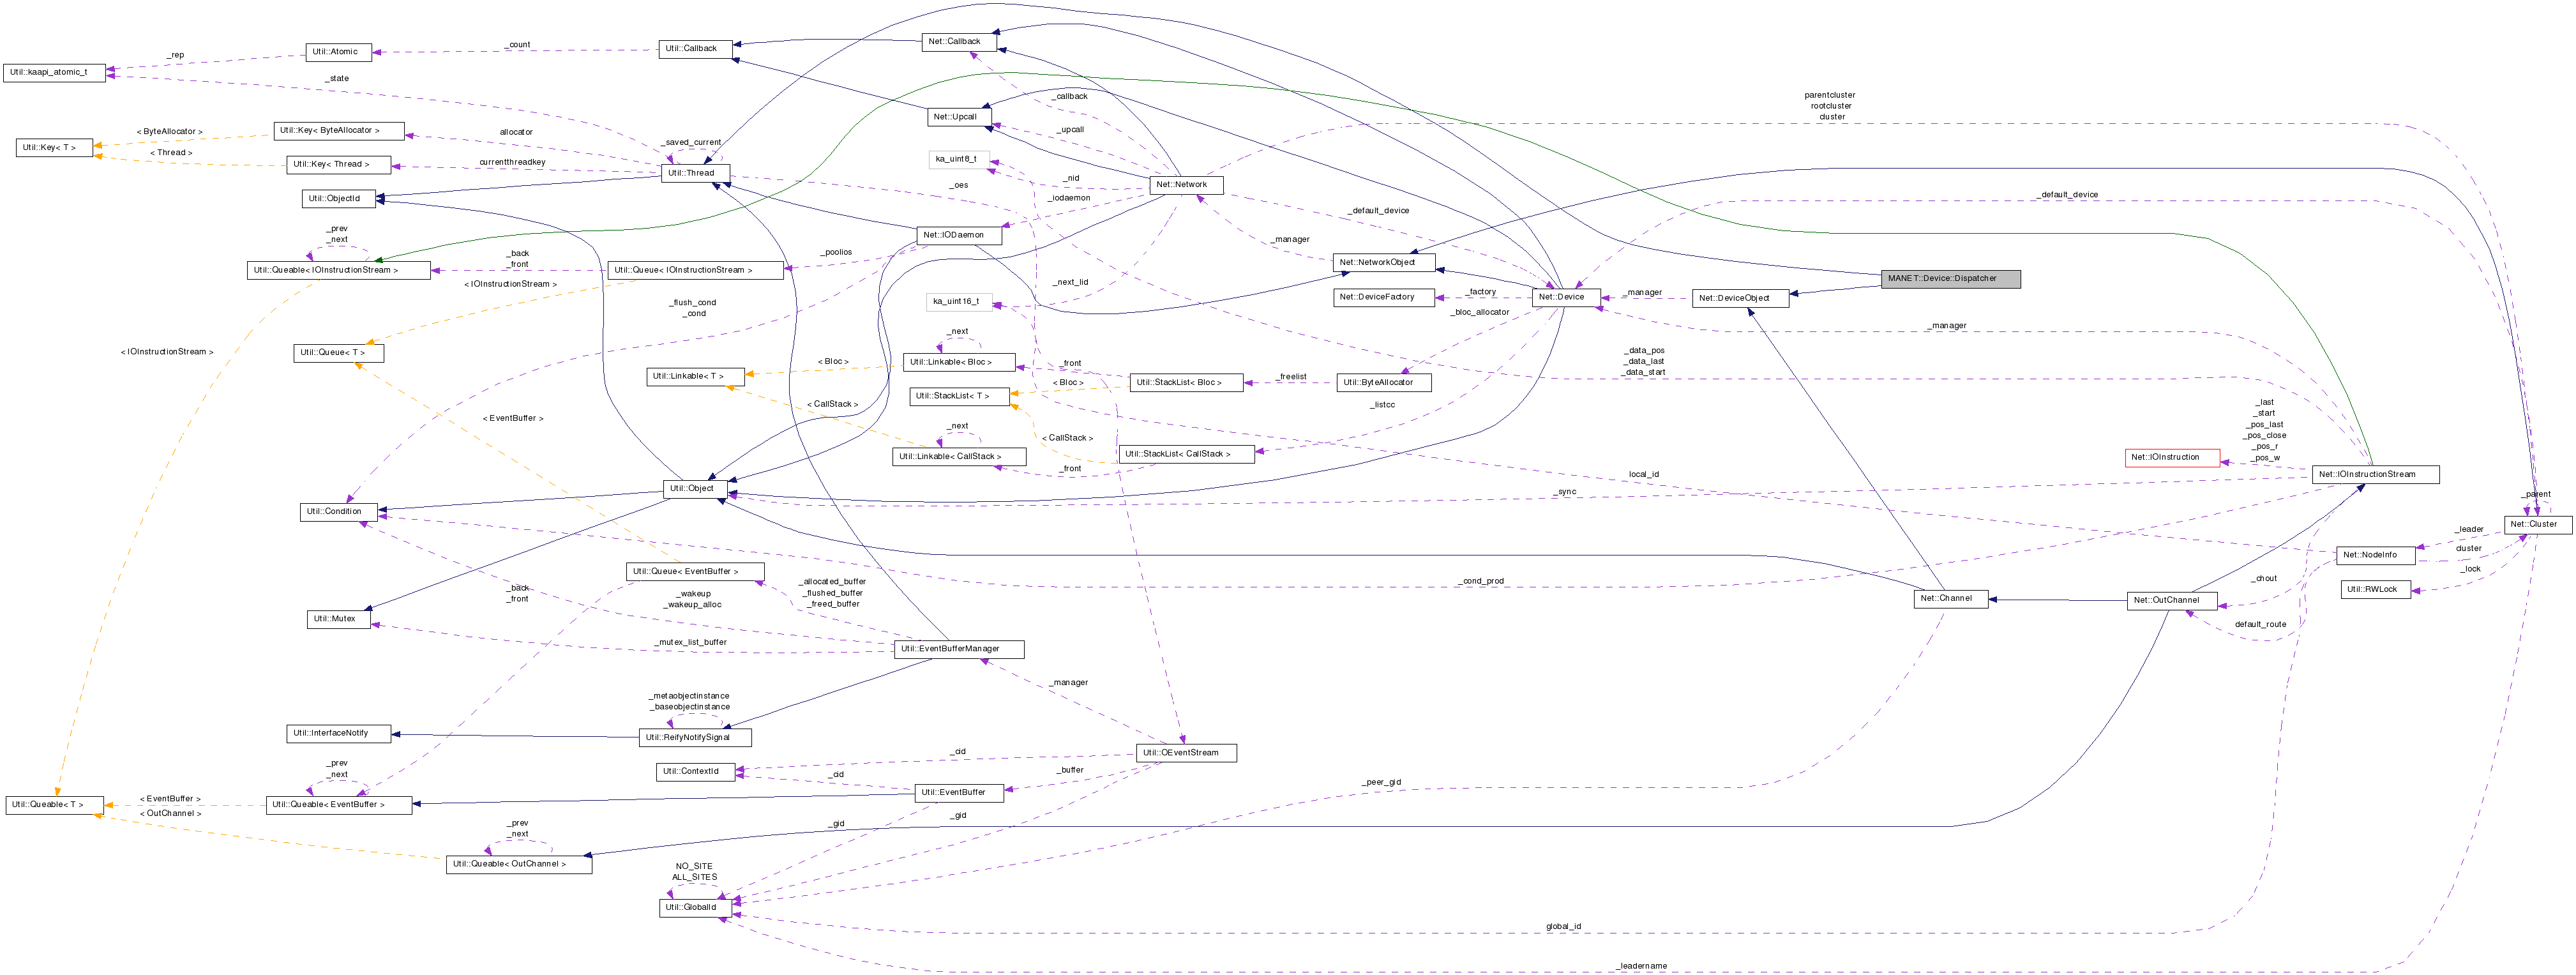 Util::kaapi_atomic_t
_rep
Util::Atomic
_count
Util::Callback
Net::Callback
_state
Util::Key< T >
< ByteAllocator >
< Thread >
Util::Key< ByteAllocator >
Util::Key< Thread >
allocator
currentthreadkey
_saved_current
Util::Thread
Util::ObjectId
_callback
Net::Upcall
_upcall
ka_uint8_t
_nid
_oes
_iodaemon
Net::Network
parentcluster
rootcluster
cluster
_default_device
_default_device
_prev
_next
Util::Queable< IOInstructionStream >
_back
_front
Util::Queue< IOInstructionStream >
< IOInstructionStream >
_poolios
Net::IODaemon
_manager
Net::NetworkObject
Net::DeviceFactory
_factory
Net::Device
_manager
Net::DeviceObject
MANET::Device::Dispatcher
_next_lid
ka_uint16_t
_flush_cond
_cond
_bloc_allocator
_manager
< IOInstructionStream >
Util::Queue< T >
_next
Util::Linkable< Bloc >
< Bloc >
Util::Linkable< T >
_front
< Bloc >
Util::StackList< Bloc >
Util::StackList< T >
_freelist
Util::ByteAllocator
_data_pos
_data_last
_data_start
< CallStack >
< EventBuffer >
_next
Util::Linkable< CallStack >
< CallStack >
_listcc
Util::StackList< CallStack >
_front
_last
_start
_pos_last
_pos_close
_pos_r
_pos_w
Net::IOInstruction
Net::IOInstructionStream
local_id
_sync
Util::Object
Util::Condition
_parent
Net::Cluster
_leader
cluster
Net::NodeInfo
_lock
Util::RWLock
Util::Queue< EventBuffer >
_cond_prod
_chout
Net::Channel
Net::OutChannel
default_route
_back
_front
_wakeup
_wakeup_alloc
_allocated_buffer
_flushed_buffer
_freed_buffer
Util::Mutex
_mutex_list_buffer
Util::EventBufferManager
_manager
_metaobjectinstance
_baseobjectinstance
Util::InterfaceNotify
Util::ReifyNotifySignal
Util::OEventStream
_cid
Util::ContextId
_cid
_buffer
_peer_gid
_prev
_next
Util::Queable< T >
< EventBuffer >
< OutChannel >
Util::Queable< EventBuffer >
Util::EventBuffer
_gid
_gid
_prev
_next
Util::Queable< OutChannel >
NO_SITE
ALL_SITES
Util::GlobalId
global_id
_leadername